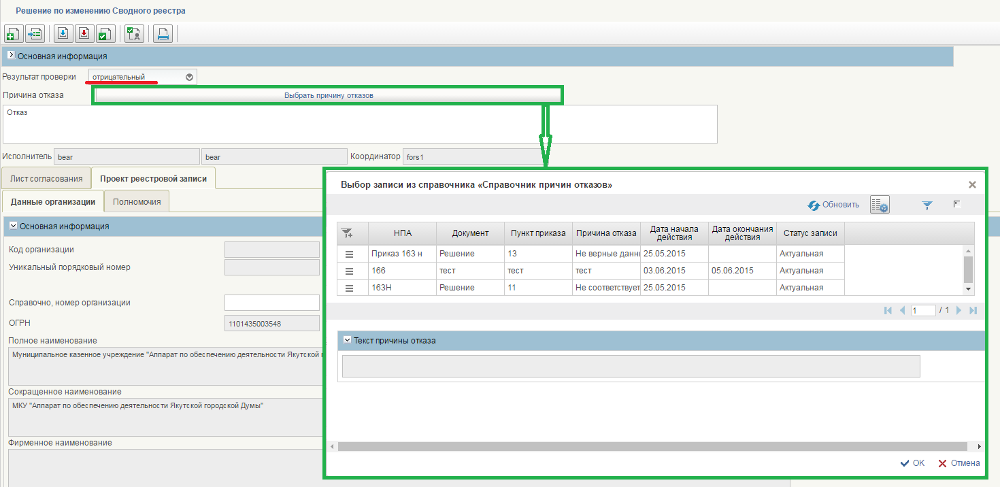 Решение по изменению Сводного реестра
Основная информация
Результат проверки отрицательный
Причина отказа Выбрать причину отказов
Отказ
Исполнитель bear bear Координатор fors1
Лист согласования Проект реестровой записи
Данные организации Полномочия
Основная информация
Код организации
Уникальный порядковый номер
Справочно, номер организации
ОГРН 1101435003548
Полное наименование
Муниципальное казенное учреждение "Аппарат по обеспечению деятельности Якутской
Сокращенное наименование
МКУ "Аппарат по обеспечению деятельности Якутской городской Думы"
Фирменное наименование
Выбор записи из справочника «Справочник причин отказов»
Обновить
НПА Документ Пункт приказа Причина отказа Дата начала действия Дата окончания действия Статус записи
Приказ 163 н Решение 13 Не верные данн 25.05.2015 Актуальная
166 тест тест тест 03.06.2015 05.06.2015 Актуальная
163Н Решение 11 Не соответствует 25.05.2015 Актуальная
1 / 1
Текст причины отказа
OK Отмена